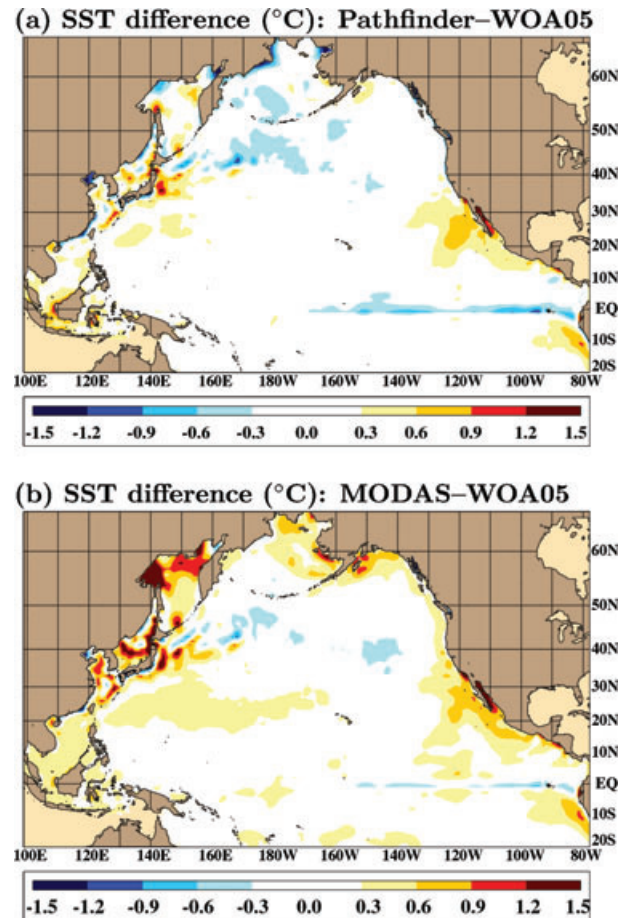 (a) SST difference (°C): Pathfinder–WOA05
60N
50N
40N
30N
20N
10N
EQ
10S
20S
100E 120E 140E 160E 180W 160W 140W 120W 100W 80W
-1.5 -1.2 -0.9 -0.6 -0.3 0.0 0.3 0.6 0.9 1.2 1.5
(b) SST difference (°C): MODAS–WOA05
60N
50N
40N
30N
20N
10N
EQ
10S
20S
100E 120E 140E 160E 180W 160W 140W 120W 100W 80W
-1.5 -1.2 -0.9 -0.6 -0.3 0.0 0.3 0.6 0.9 1.2 1.5